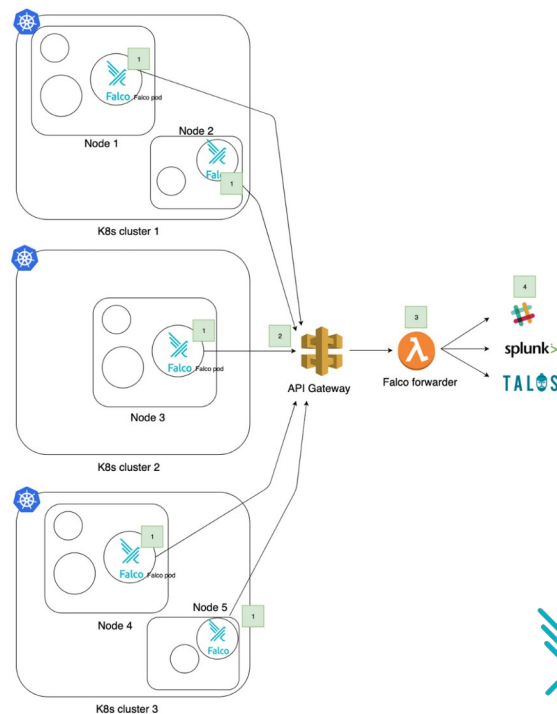 1
Falco Falco pod
Node 1
Node 2
Falco
1
K8s cluster 1
1
Falco Falco pod
Node 3
K8s cluster 2
2
API Gateway
3
Falco forwarder
4
splunk>
TALOS
1
Falco Falco pod
Node 4
Node 5
1
Falco
K8s cluster 3